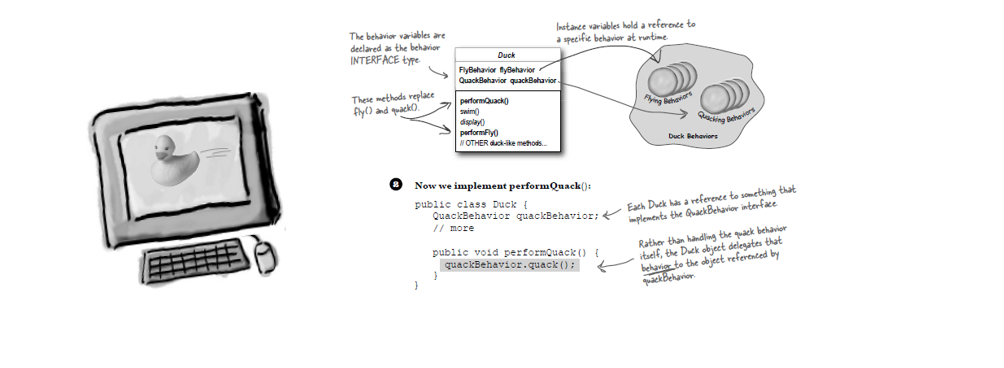 Instance variables hold a reference to
a specific behavior at runtime.
The behavior variables are
declared as the behavior
INTERFACE type.
Duck
FlyBehavior flyBehavior
QuackBehavior quackBehavior
These methods replace
fly() and quack().
performQuack()
swim()
display()
performFly()
// OTHER duck-like methods...
Flying Behaviors
Quacking Behaviors
Duck Behaviors
2 Now we implement performQuack():
public class Duck {
QuackBehavior quackBehavior;
// more
public void performQuack() {
quackBehavior.quack();
}
}
Each Duck has a reference to something that
implements the QuackBehavior interface.
Rather than handling the quack behavior
itself, the Duck object delegates that
behavior to the object referenced by
quackBehavior.